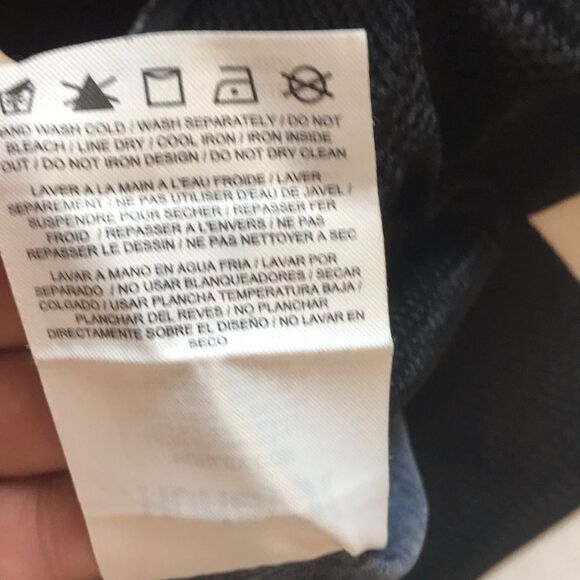 HAND WASH COLD / WASH SEPARATELY / DO NOT
BLEACH / LINE DRY / COOL IRON / IRON INSIDE
OUT / DO NOT IRON DESIGN / DO NOT DRY CLEAN
LAVER A LA MAIN A L'EAU FROIDE / LAVER
SEPAREMENT / NE PAS UTILISER D'EAU DE JAVEL /
SUSPENDRE POUR SECHER / REPASSER FER
FROID / REPASSER A L'ENVERS / NE PAS
REPASSER LE DESSIN / NE PAS NETTOYER A SEC
LAVAR A MANO EN AGUA FRIA / LAVAR POR
SEPARADO / NO USAR BLANQUEADORES / SECAR
COLGADO / USAR PLANCHA TEMPERATURA BAJA /
PLANCHAR DEL REVES / NO PLANCHAR
DIRECTAMENTE SOBRE EL DISEÑO / NO LAVAR EN
SECO